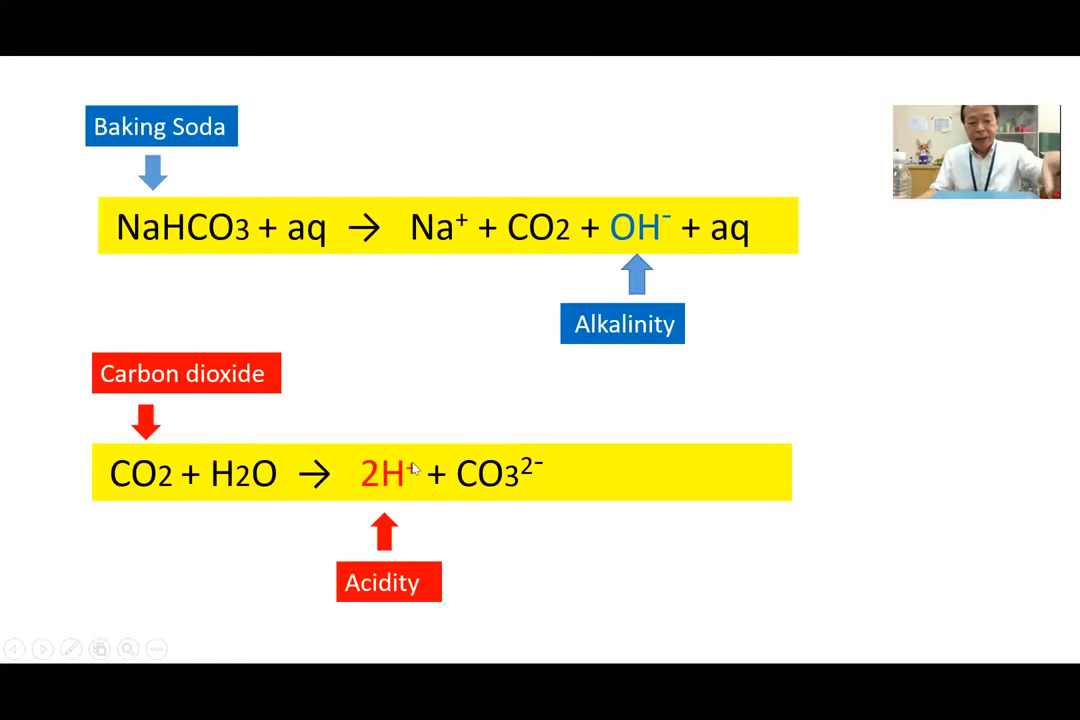 Baking Soda
NaHCO3 + aq → Na⁺ + CO2 + OH⁻ + aq
Alkalinity
Carbon dioxide
CO2 + H2O → 2H⁺ + CO3²⁻
Acidity